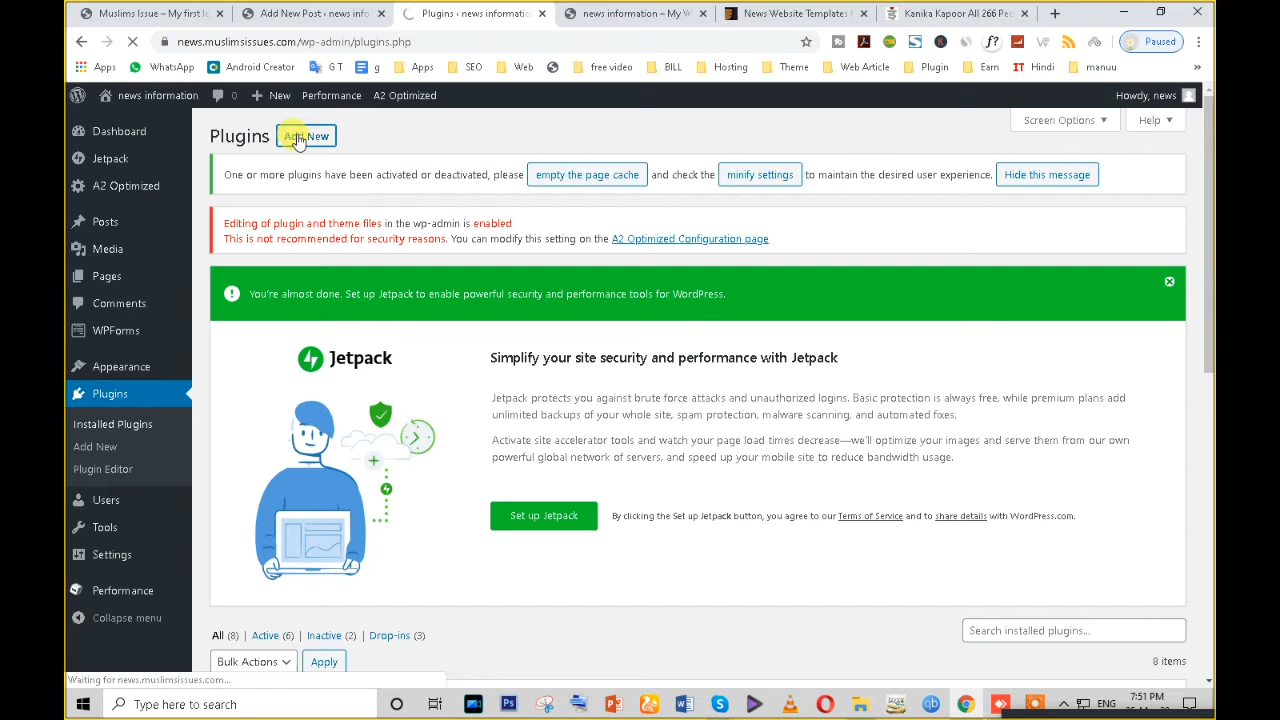 Muslims Issue – My first l
Add New Post ‹ news info
Plugins ‹ news information
news information – My W
News Website Templates f
Kanika Kapoor All 266 Pe
news.muslimsissues.com/wp-admin/plugins.php
Paused
Apps
WhatsApp
Android Creator
G T
g
Apps
SEO
Web
free video
BILL
Hosting
Theme
Web Article
Plugin
Earn
IT Hindi
manuu
news information
0
New
Performance
A2 Optimized
Howdy, news
Dashboard
Jetpack
A2 Optimized
Posts
Media
Pages
Comments
WPForms
Appearance
Plugins
Installed Plugins
Add New
Plugin Editor
Users
Tools
Settings
Performance
Collapse menu
Plugins
Add New
Screen Options
Help
One or more plugins have been activated or deactivated, please empty the page cache and check the minify settings to maintain the desired user experience. Hide this message
Editing of plugin and theme files in the wp-admin is enabled
This is not recommended for security reasons. You can modify this setting on the A2 Optimized Configuration page
You're almost done. Set up Jetpack to enable powerful security and performance tools for WordPress.
Jetpack
Simplify your site security and performance with Jetpack
Jetpack protects you against brute force attacks and unauthorized logins. Basic protection is always free, while premium plans add
unlimited backups of your whole site, spam protection, malware scanning, and automated fixes.
Activate site accelerator tools and watch your page load times decrease—we'll optimize your images and serve them from our own
powerful global network of servers, and speed up your mobile site to reduce bandwidth usage.
Set up Jetpack
By clicking the Set up Jetpack button, you agree to our Terms of Service and to share details with WordPress.com.
All (8) | Active (6) | Inactive (2) | Drop-ins (3)
Search installed plugins...
Bulk Actions
Apply
8 items
Waiting for news.muslimsissues.com...
Type here to search
ENG
7:51 PM